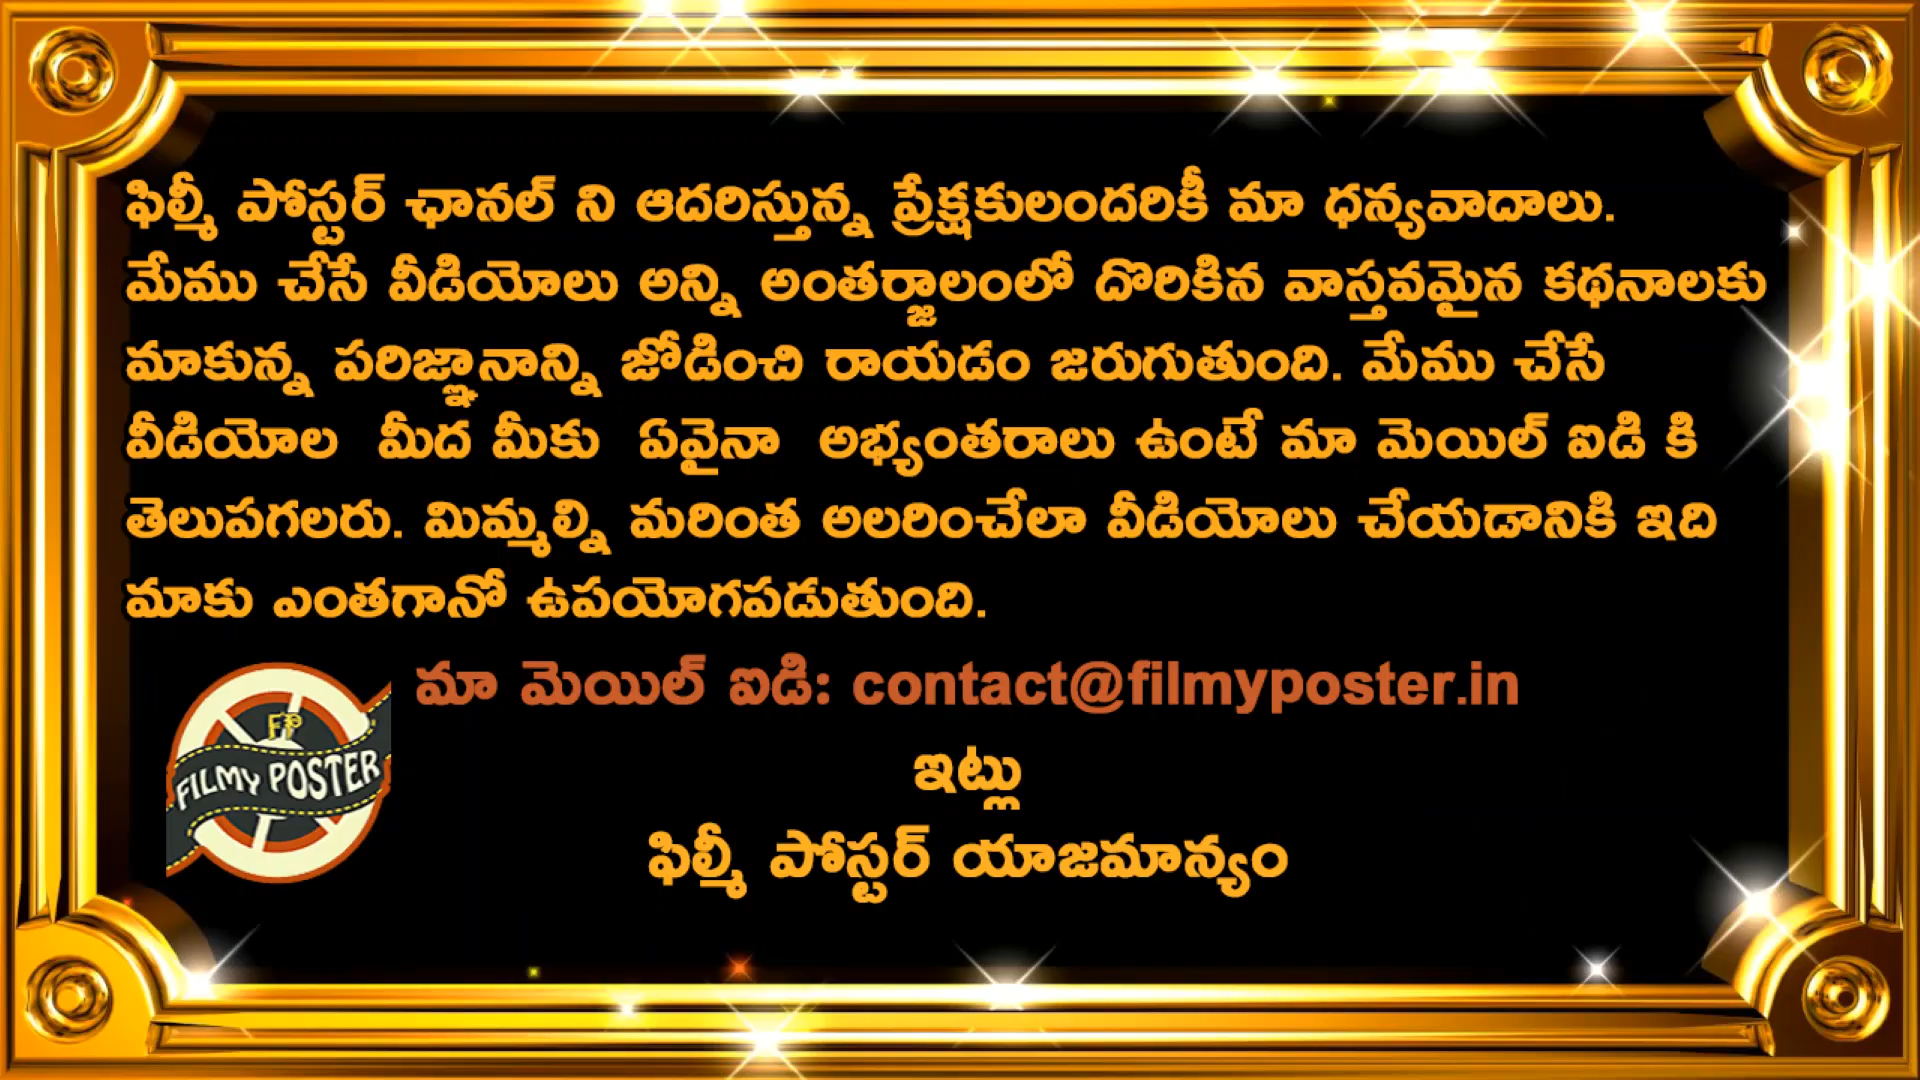 ఫిల్మీ పోస్టర్ ఛానల్ ని ఆదరిస్తున్న ప్రేక్షకులందరికీ మా ధన్యవాదాలు.
మేము చేసే వీడియోలు అన్ని అంతర్జాలంలో దొరికిన వాస్తవమైన కథనాలకు
మాకున్న పరిజ్ఞానాన్ని జోడించి రాయడం జరుగుతుంది. మేము చేసే
వీడియోల మీద మీకు ఏవైనా అభ్యంతరాలు ఉంటే మా మెయిల్ ఐడి కి
తెలుపగలరు. మిమ్మల్ని మరింత అలరించేలా వీడియోలు చేయడానికి ఇది
మాకు ఎంతగానో ఉపయోగపడుతుంది.
మా మెయిల్ ఐడి: contact@filmyposter.in
FP
FILMY POSTER
ఇట్లు
ఫిల్మీ పోస్టర్ యాజమాన్యం